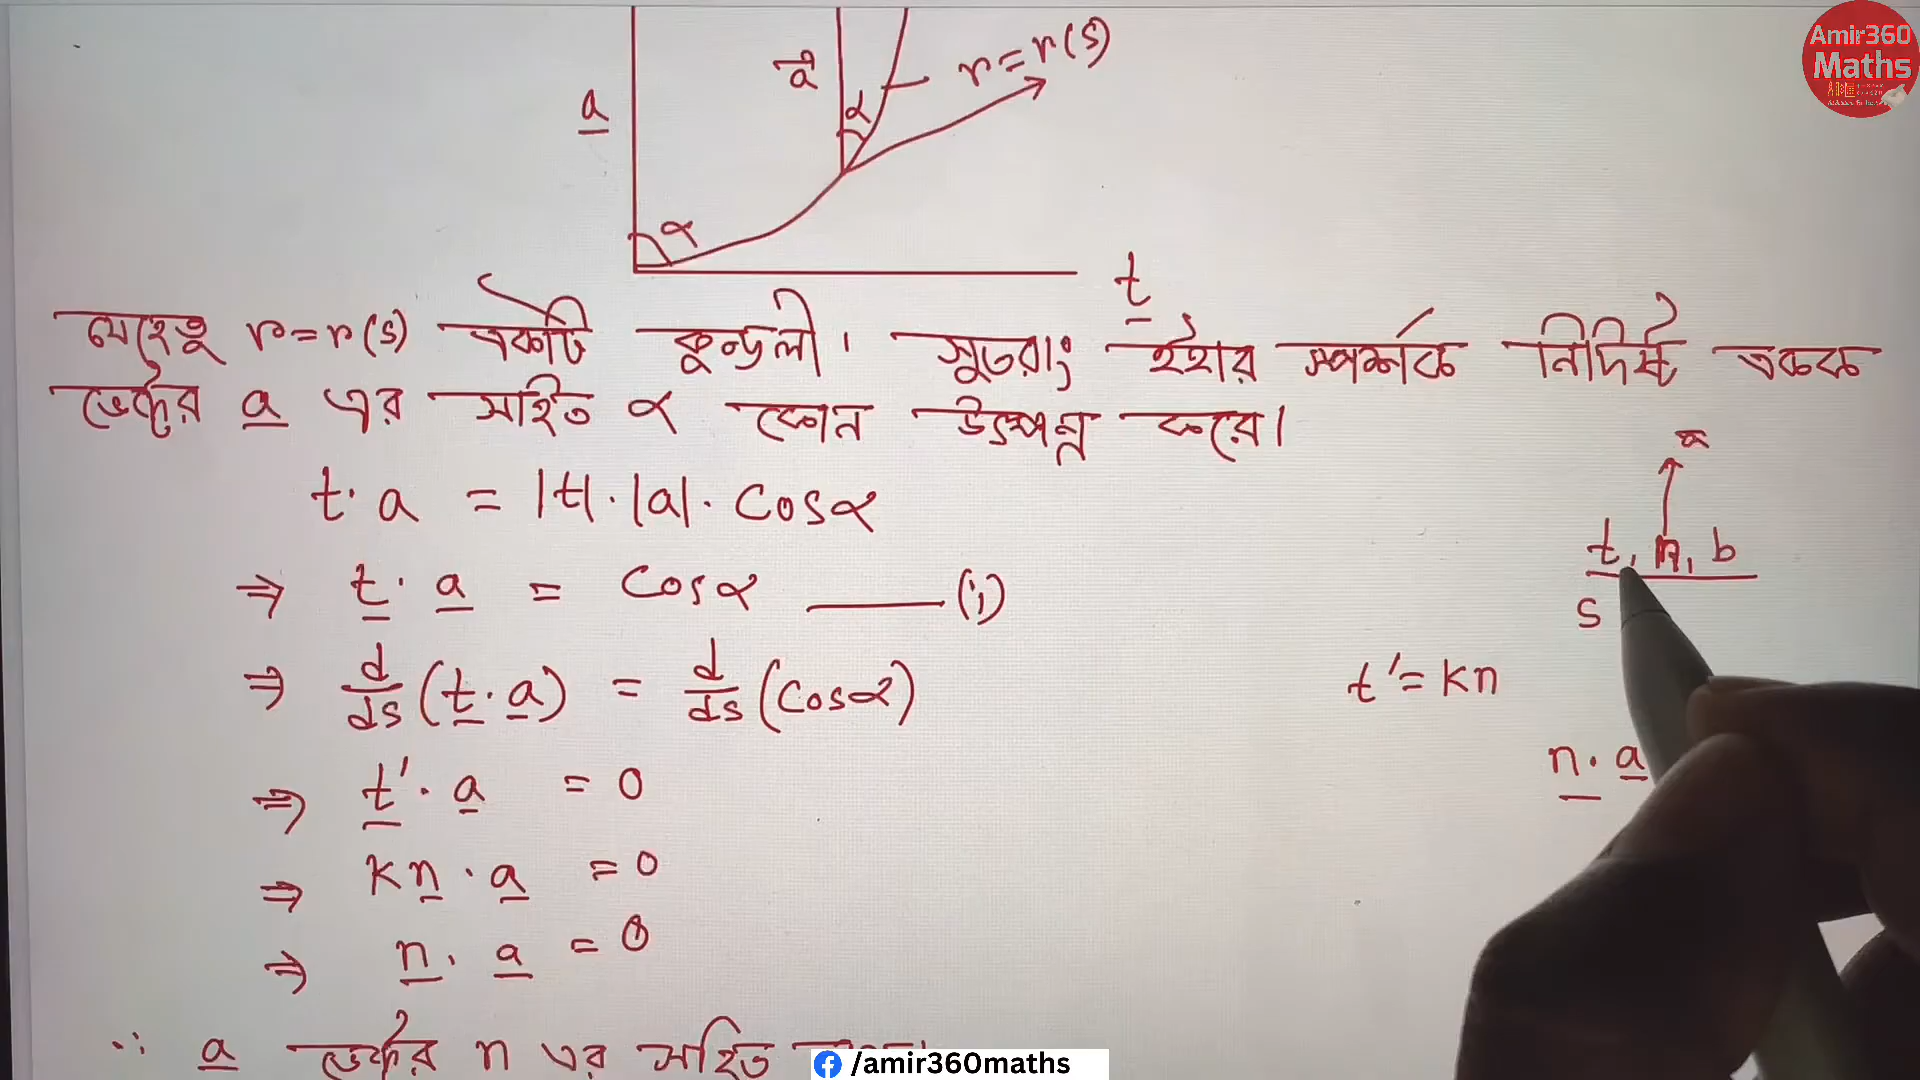 Amir360
Maths
r=r(s)
a
a
α
α
t
যেহেতু r=r(s) একটি কুন্ডলী। সুতরাং ইহার স্পর্শক নির্দিষ্ট একক
ভেক্টর a এর সহিত α কোন উৎপন্ন করে।
t·a = |t|·|a|·Cosα
⇒ t·a = Cosα ——— (i)
⇒ d/ds (t·a) = d/ds (Cosα)
⇒ t'·a = 0
⇒ kn·a = 0
⇒ n·a = 0
∴ a ভেক্টর n এর সহিত
a
t, n, b
s
t' = kn
n·a
/amir360maths